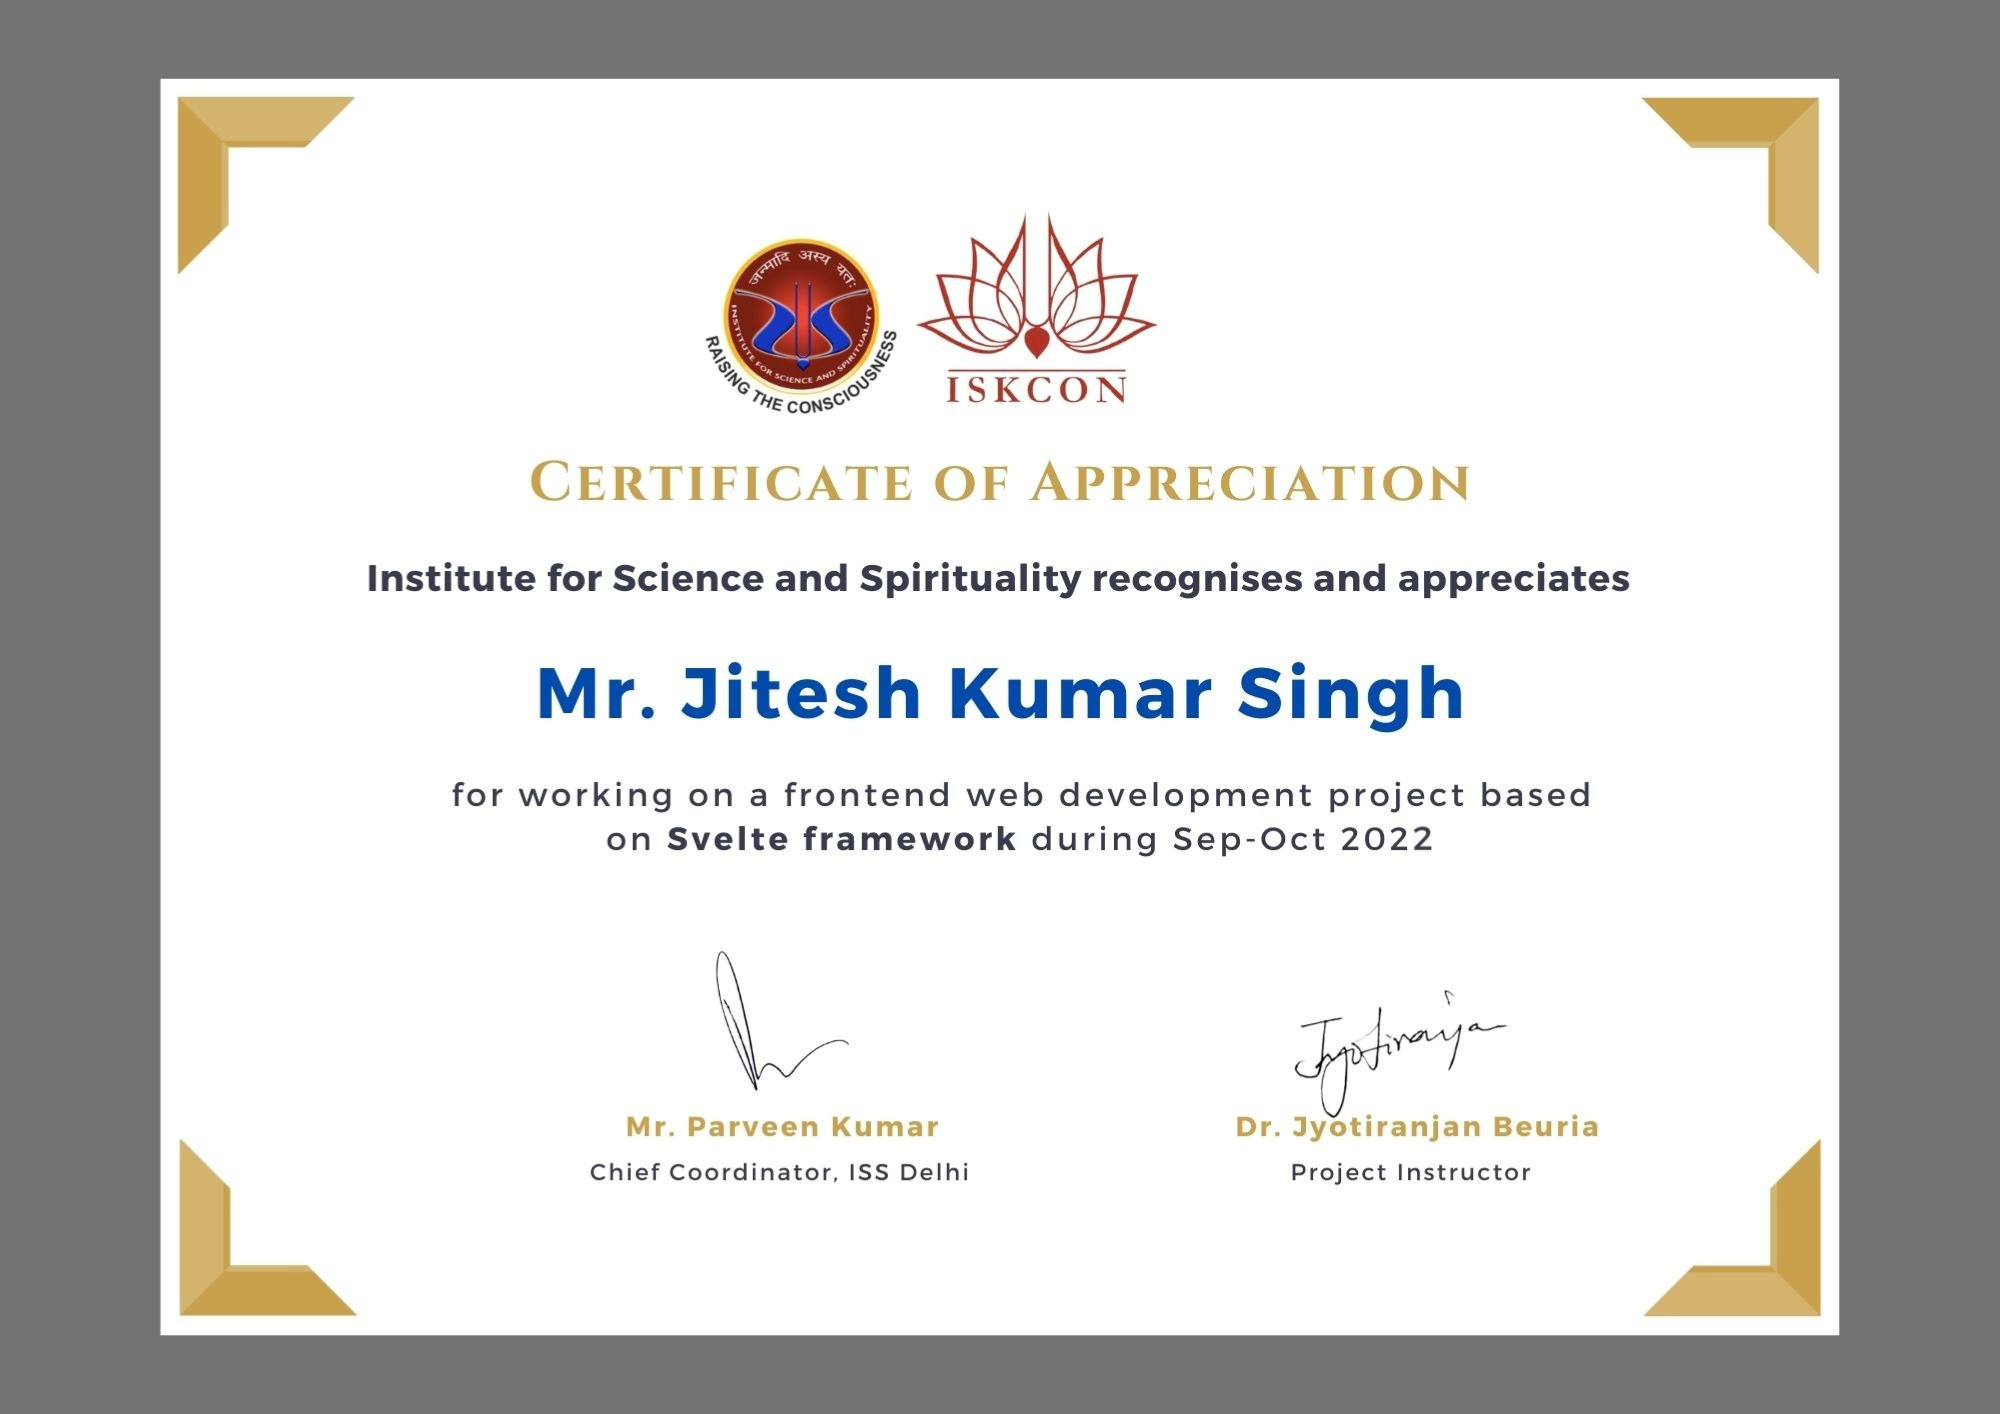 जन्मादि अस्य यतः
INSTITUTE FOR SCIENCE AND SPIRITUALITY
RAISING THE CONSCIOUSNESS
ISKCON
CERTIFICATE OF APPRECIATION
Institute for Science and Spirituality recognises and appreciates
Mr. Jitesh Kumar Singh
for working on a frontend web development project based
on Svelte framework during Sep-Oct 2022
Jyotiranja
Mr. Parveen Kumar
Dr. Jyotiranjan Beuria
Chief Coordinator, ISS Delhi
Project Instructor